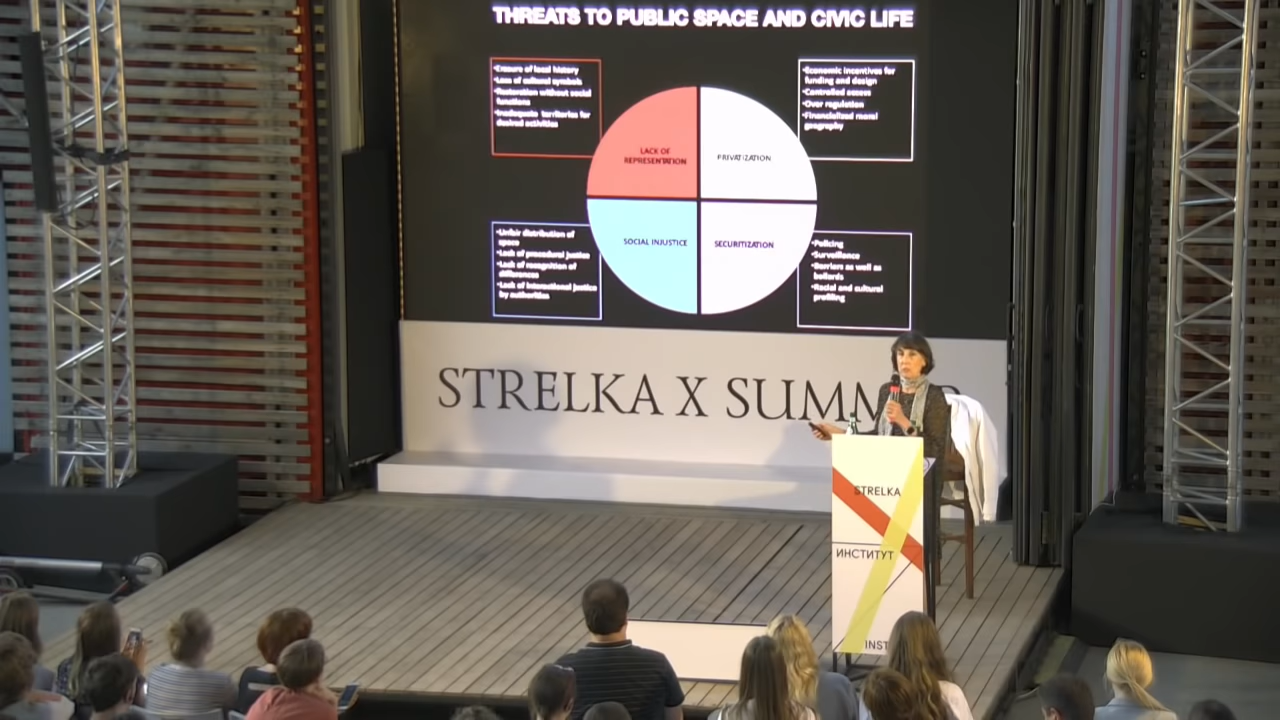 THREATS TO PUBLIC SPACE AND CIVIC LIFE
•Erasure of local history
•Loss of cultural symbols
•Restoration without social
functions
•Inadequate territories for
desired activities
•Economic incentives for
funding and design
•Controlled access
•Over regulation
•Financialized moral
geography
LACK OF
REPRESENTATION
PRIVATIZATION
SOCIAL INJUSTICE
SECURITIZATION
•Unfair distribution of
space
•Lack of procedural justice
•Lack of recognition of
differences
•Lack of interactional justice
by authorities
•Policing
•Surveillance
•Barriers as well as
bollards
•Racial and cultural
profiling
STRELKA X SUMM
STRELKA
ИНСТИТУТ
INST